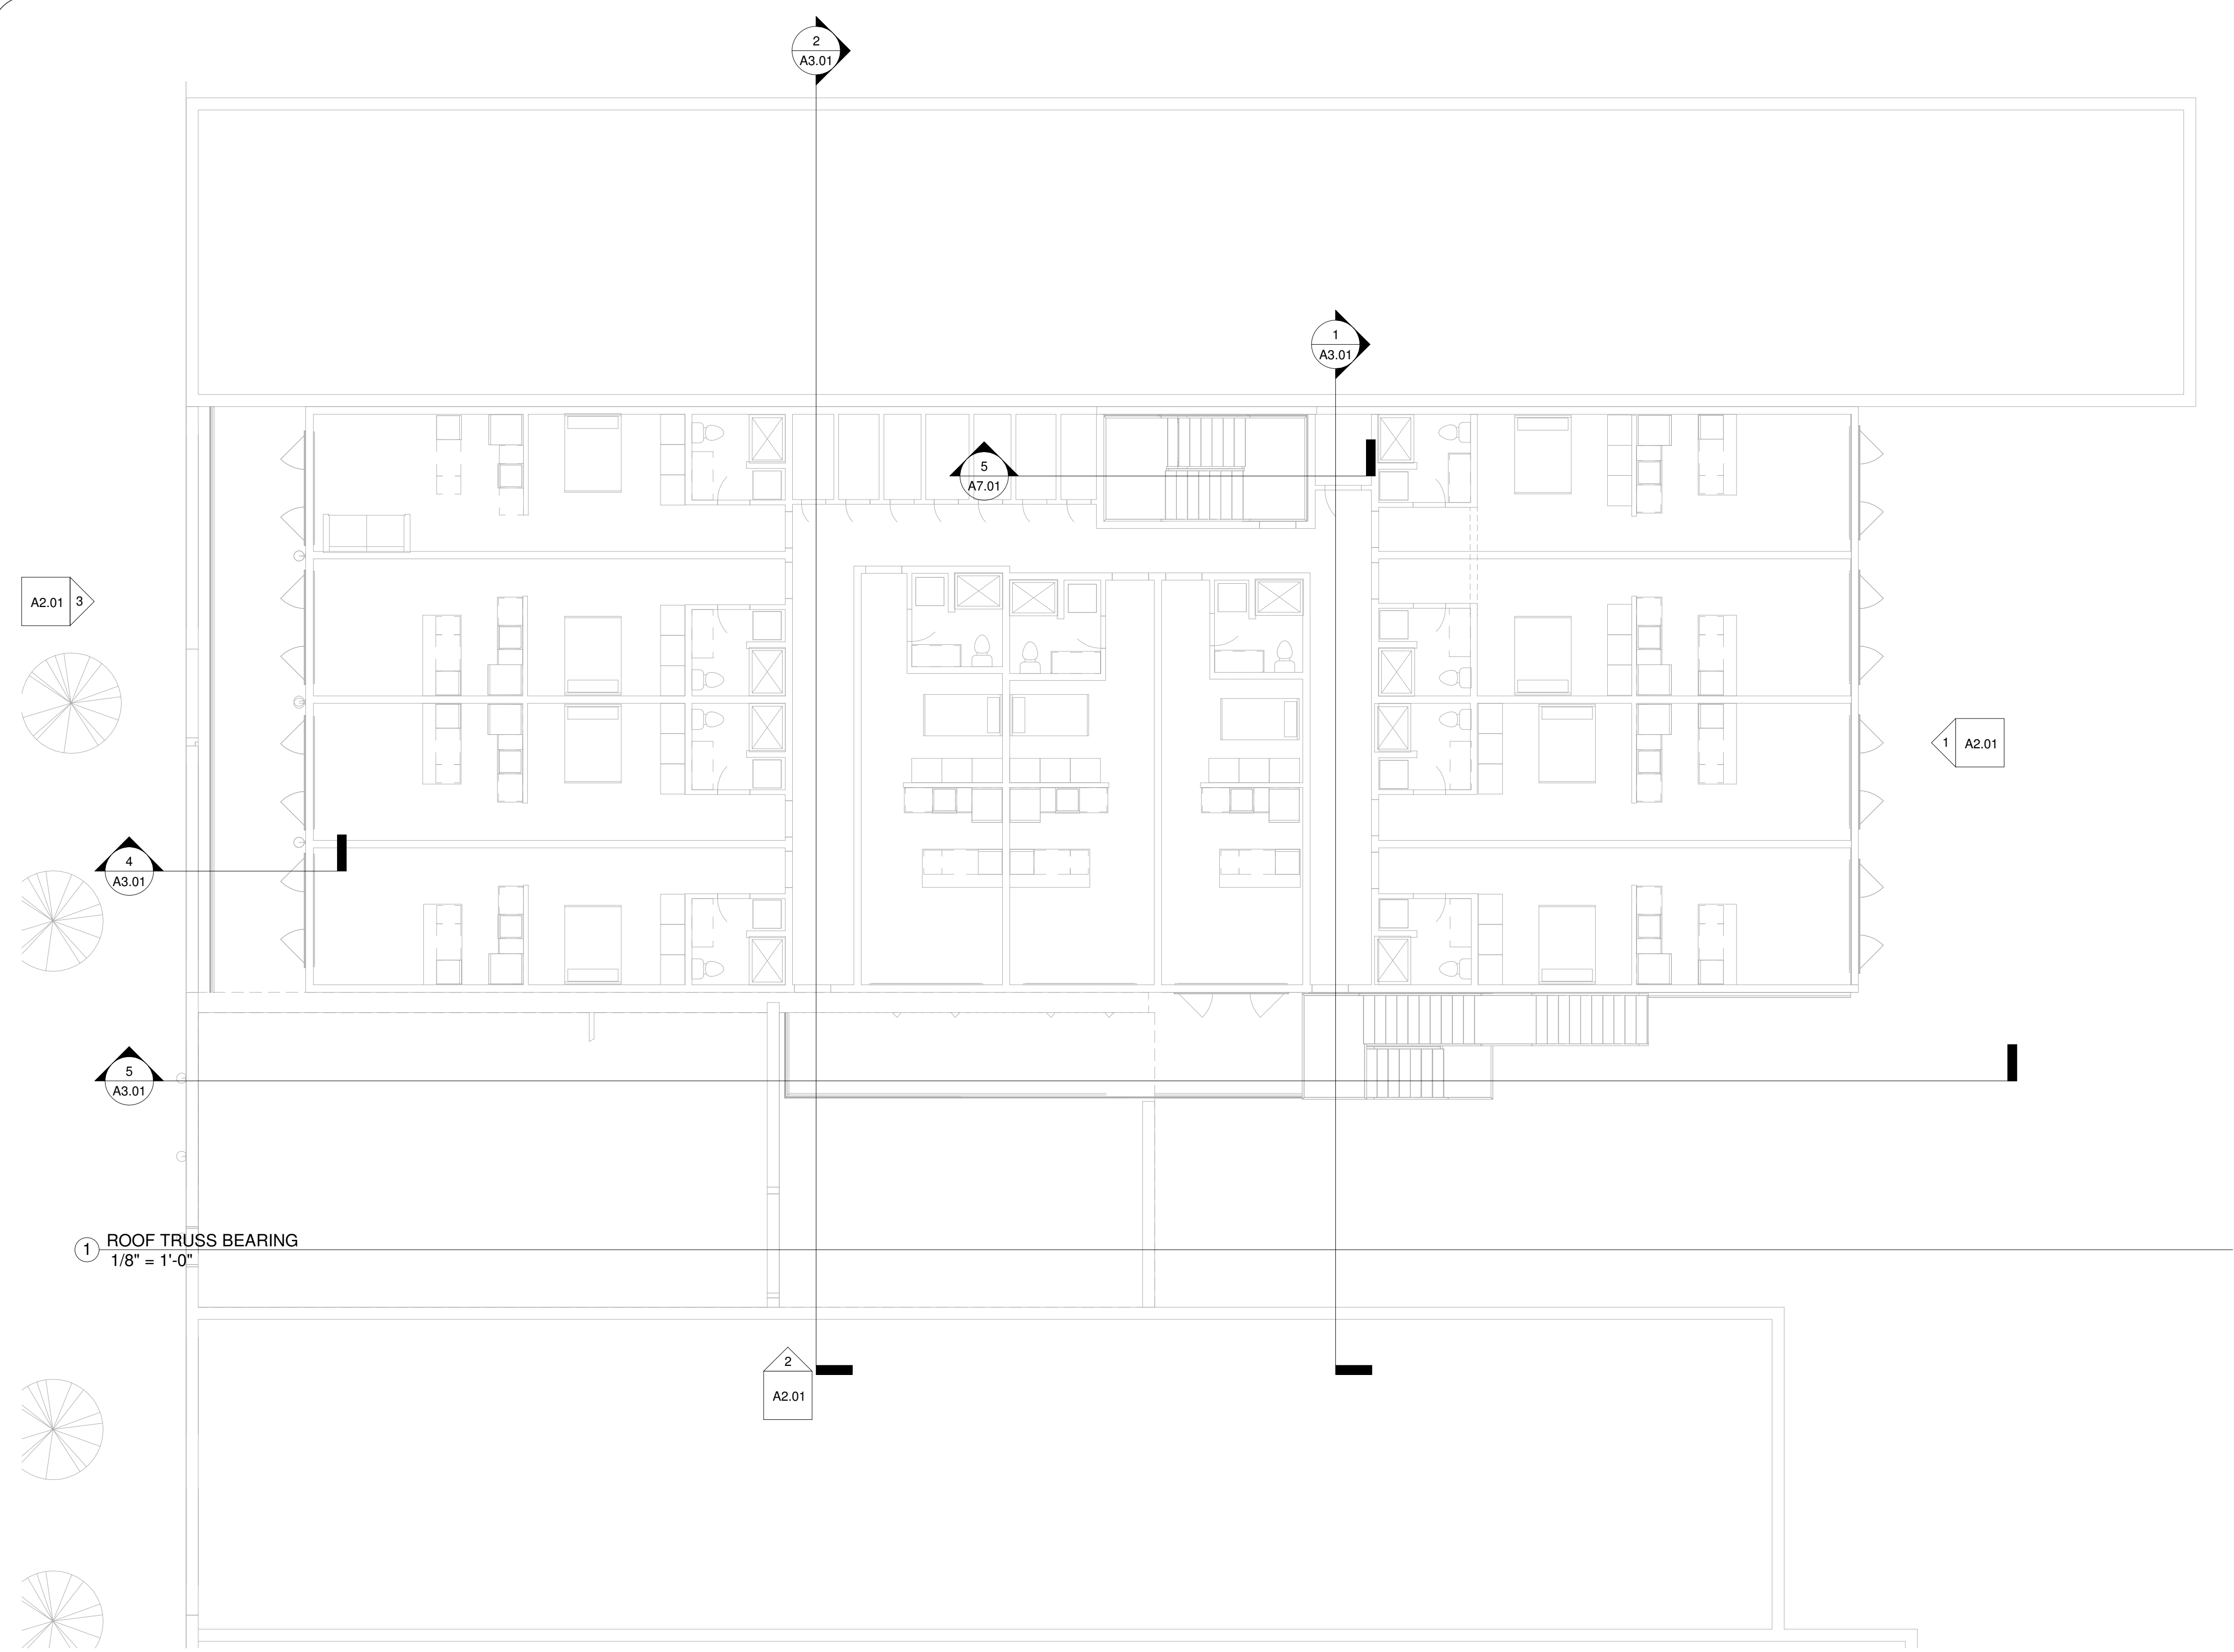 2
A3.01
1
A3.01
5
A7.01
A2.01 3
1 A2.01
4
A3.01
5
A3.01
1 ROOF TRUSS BEARING
1/8" = 1'-0"
2
A2.01